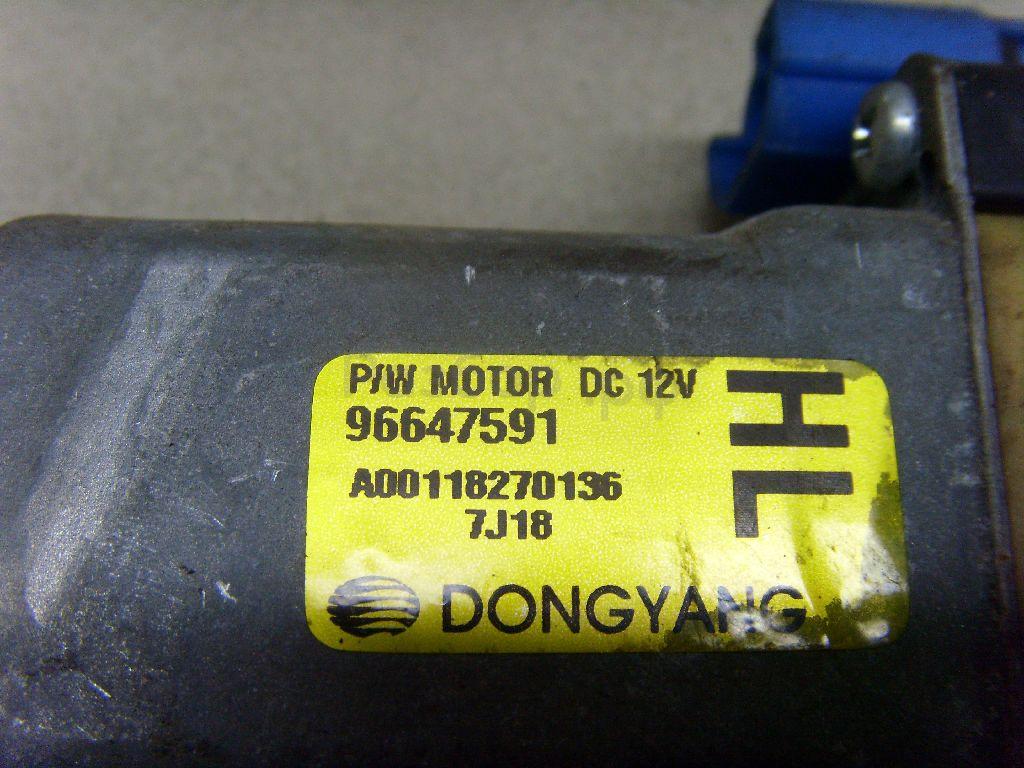 P/W MOTOR DC 12V
96647591
A00118270136
7J18
DONGYANG
HL